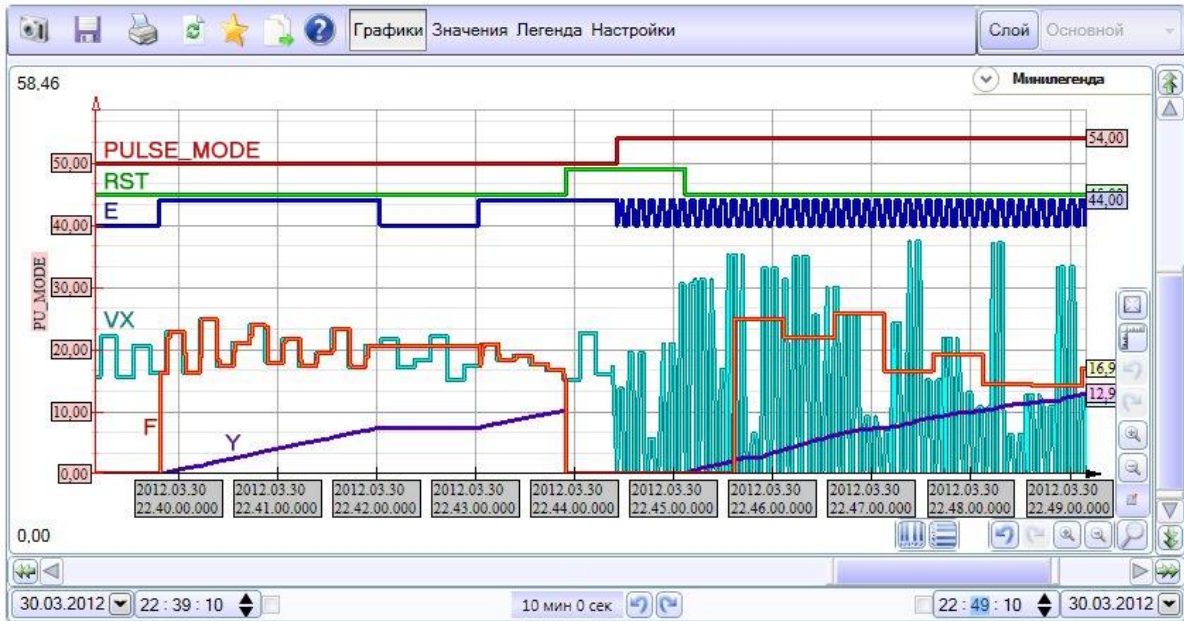 Графики Значения Легенда Настройки Слой Основной
58,46
Минилегенда
PULSE_MODE
54,00
50,00
RST
E
44,00
40,00
PU_MODE
30,00
VX
20,00
16,9
12,9
10,00
F
Y
0,00
2012.03.30 2012.03.30 2012.03.30 2012.03.30 2012.03.30 2012.03.30 2012.03.30 2012.03.30 2012.03.30 2012.03.30
22.40.00.000 22.41.00.000 22.42.00.000 22.43.00.000 22.44.00.000 22.45.00.000 22.46.00.000 22.47.00.000 22.48.00.000 22.49.00.000
0,00
30.03.2012 22 : 39 : 10 10 мин 0 сек 22 : 49 : 10 30.03.2012